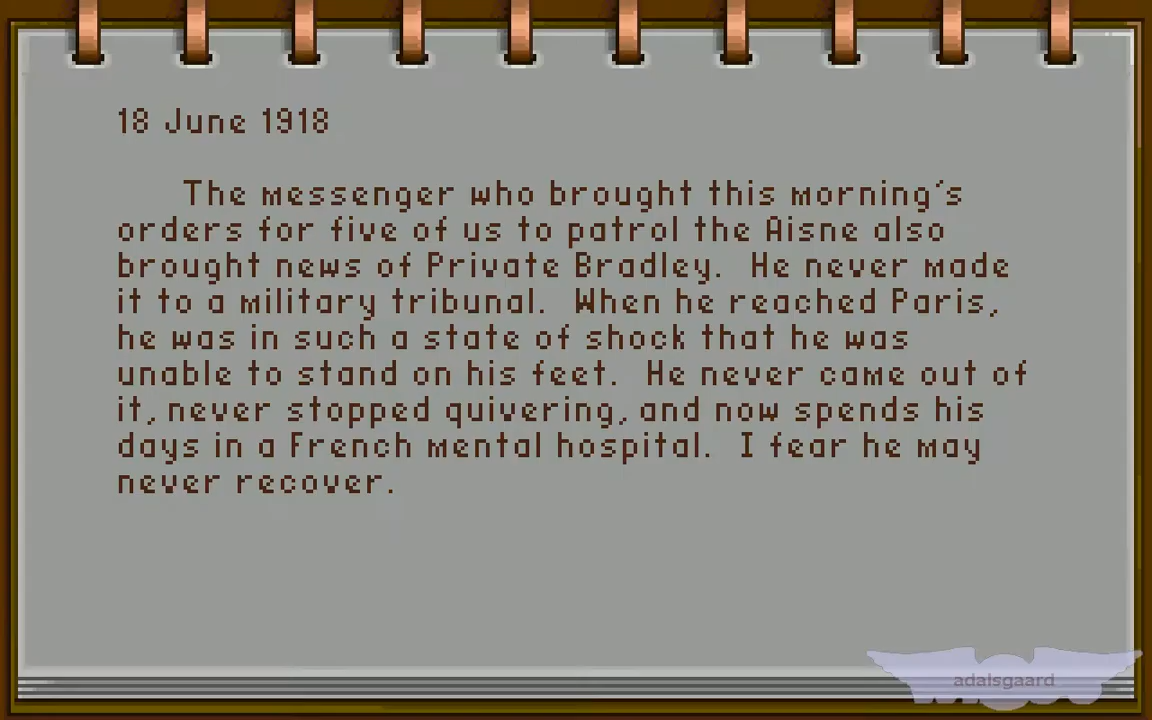 18 June 1918
The messenger who brought this morning's
orders for five of us to patrol the Aisne also
brought news of Private Bradley. He never made
it to a military tribunal. When he reached Paris,
he was in such a state of shock that he was
unable to stand on his feet. He never came out of
it, never stopped quivering, and now spends his
days in a French mental hospital. I fear he may
never recover.
adalsgaard